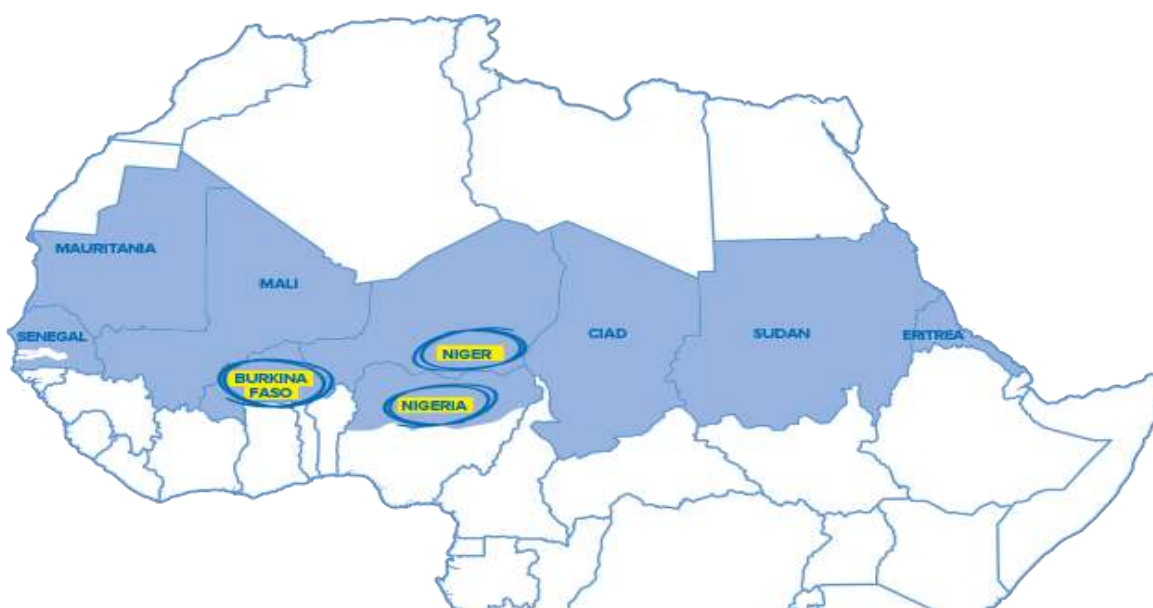 MAURITANIA
MALI
SENEGAL
CIAD
SUDAN
ERITREA
NIGER
BURKINA
FASO
NIGERIA